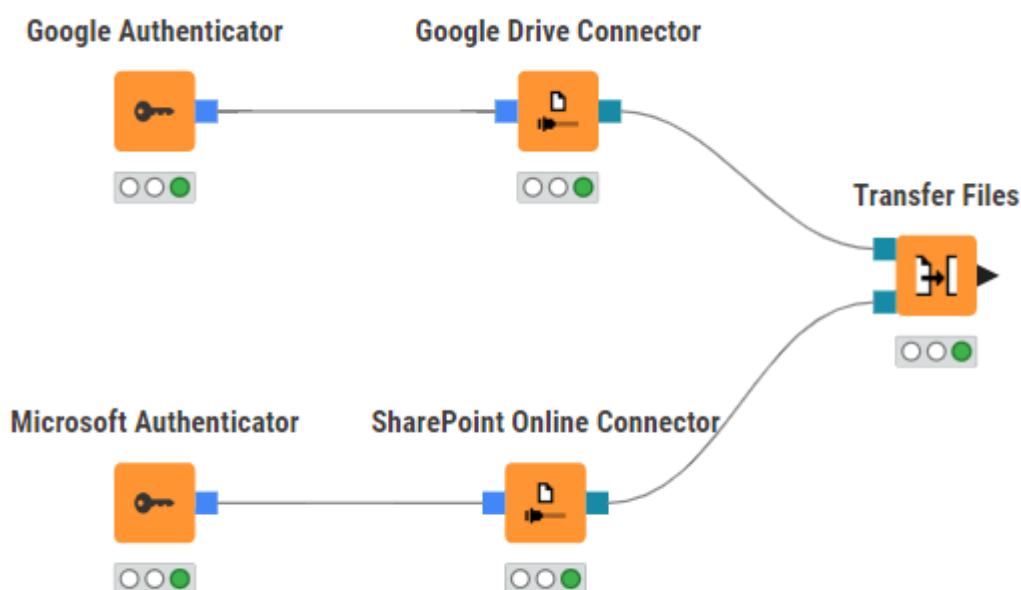 Google Authenticator
Google Drive Connector
Transfer Files
Microsoft Authenticator
SharePoint Online Connector